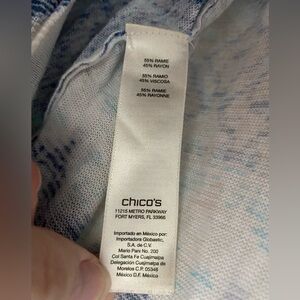 55% RAMIE
45% RAYON
55% RAMIO
45% VISCOSA
55% RAMIE
45% RAYONNE
chico's
11215 METRO PARKWAY
FORT MYERS, FL 33966
Importado en México por:
Importadora Globastic,
S.A. de C.V.
Mario Pani No. 200
Col Santa Fe Cuajimalpa
Delegación Cuajimalpa de
Morelos C.P. 05348
México D.F. México